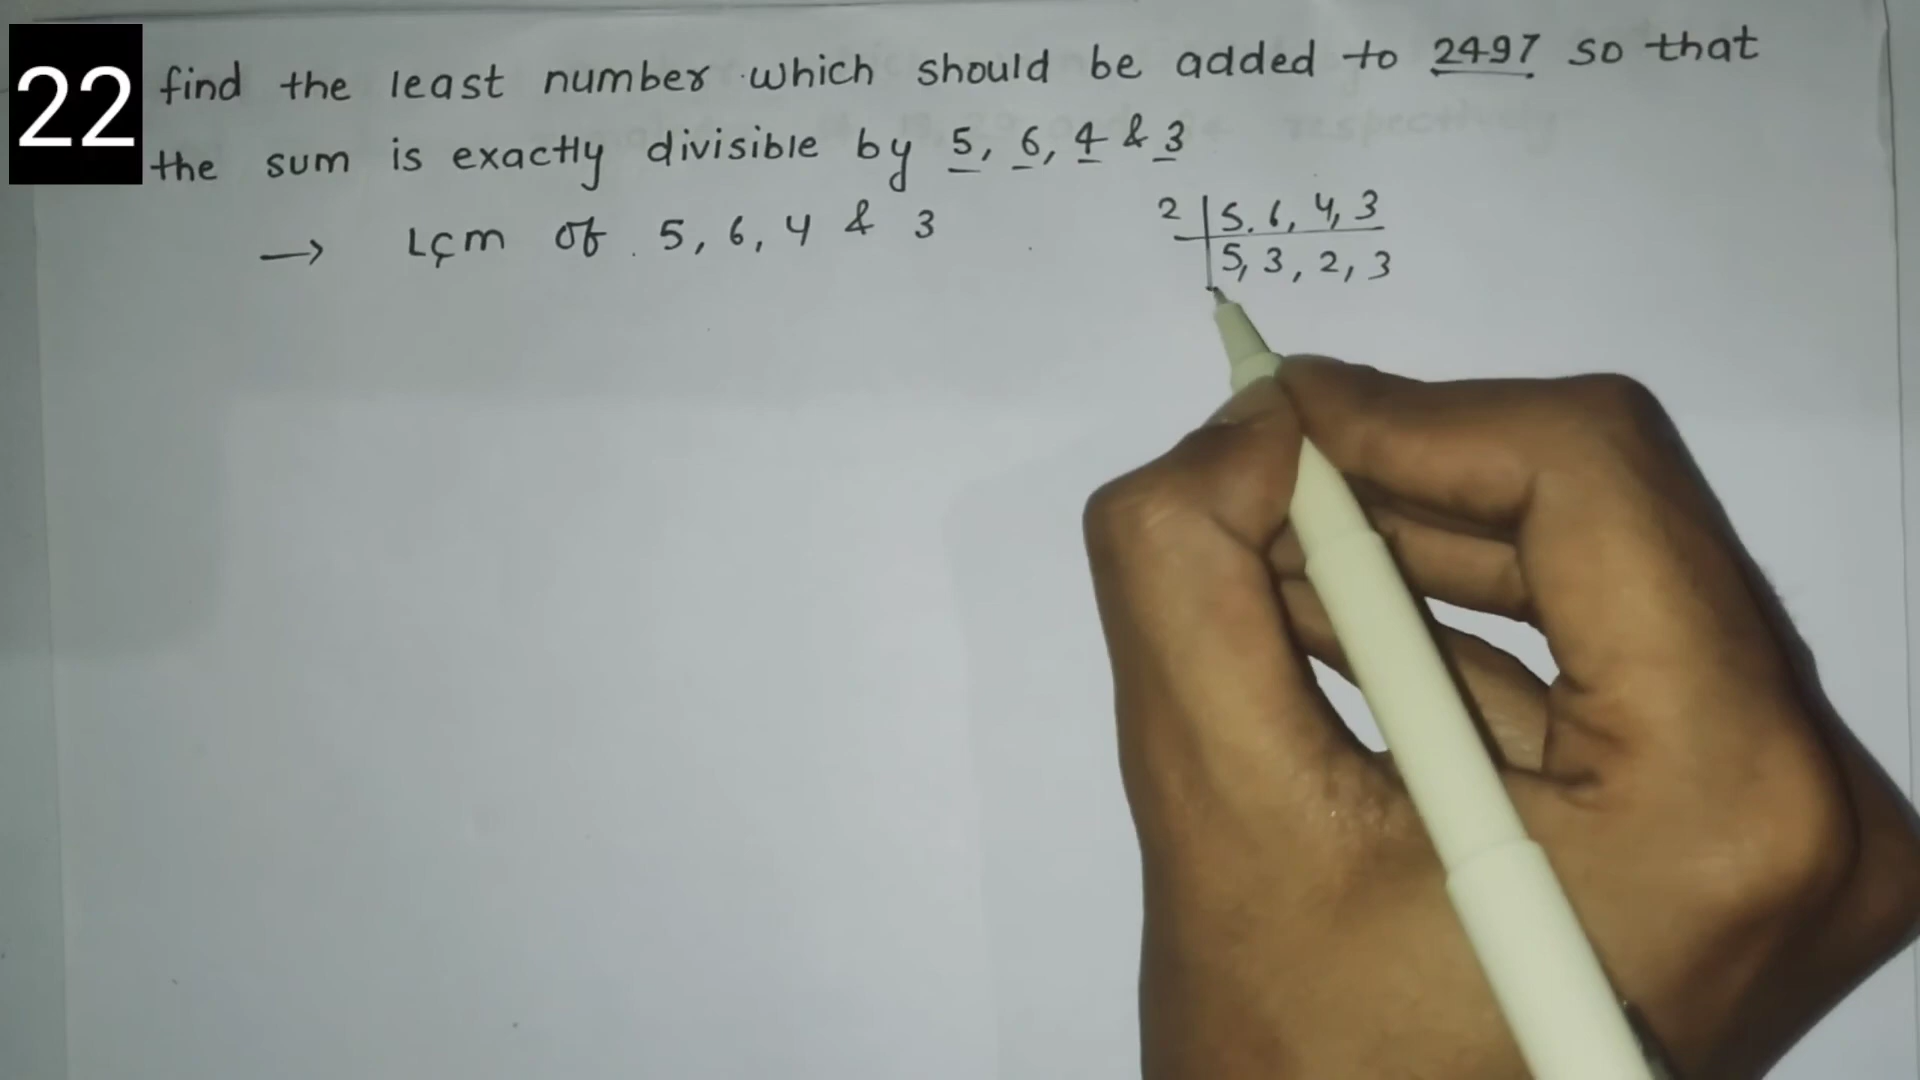 22
find the least number which should be added to 2497 so that
the sum is exactly divisible by 5, 6, 4 & 3
→ LCM of 5, 6, 4 & 3
2 | 5. 6, 4, 3
5, 3, 2, 3